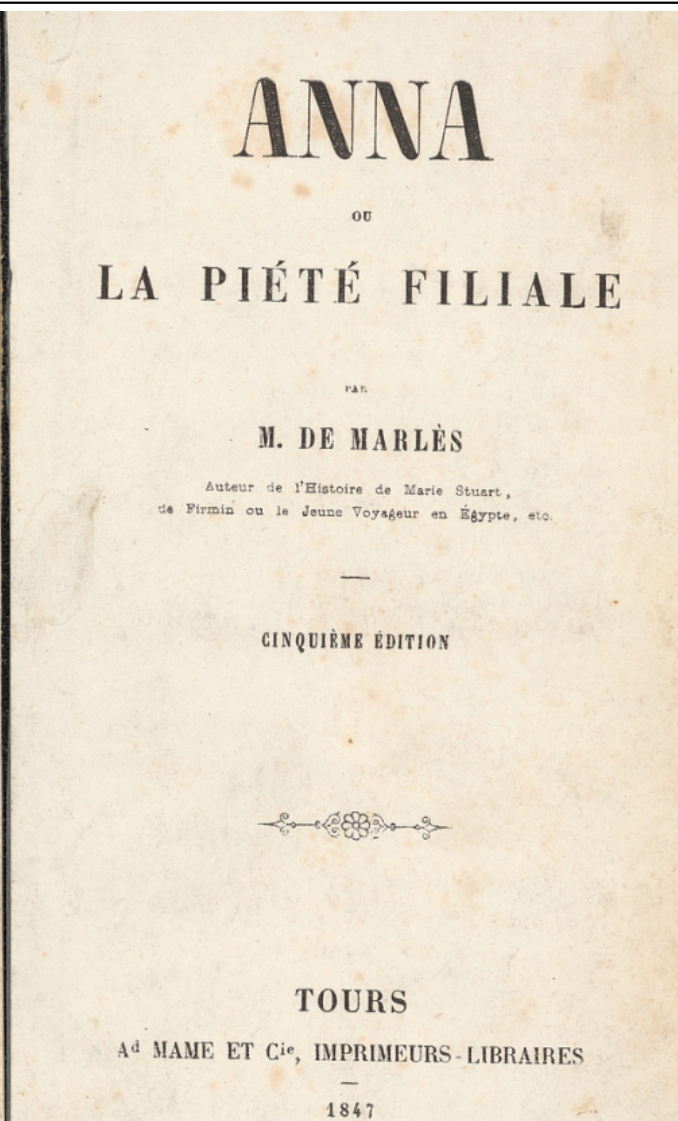 ANNA
OU
LA PIÉTÉ FILIALE
PAR
M. DE MARLÈS
Auteur de l'Histoire de Marie Stuart,
de Firmin ou le Jeune Voyageur en Égypte, etc.
CINQUIÈME ÉDITION
TOURS
Ad MAME ET Cie, IMPRIMEURS-LIBRAIRES
1847